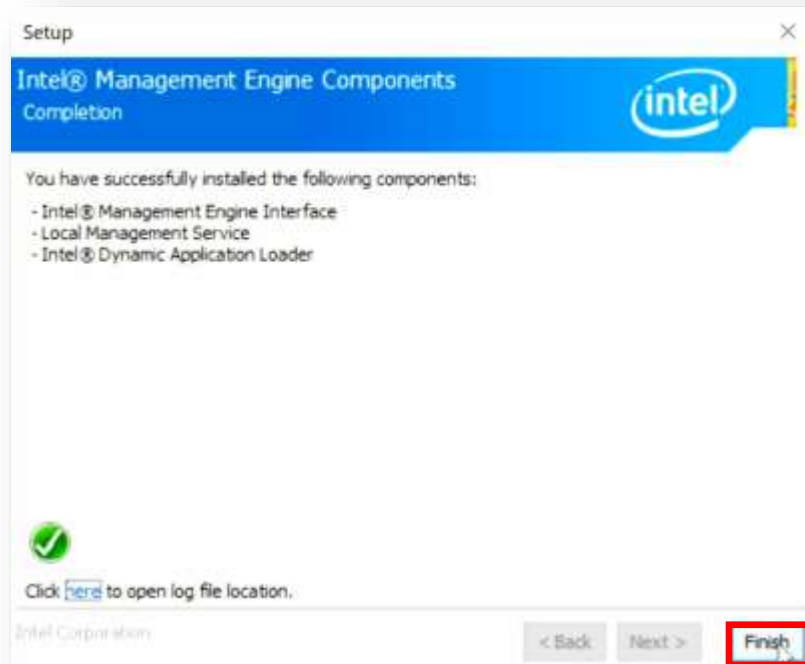 Setup
Intel® Management Engine Components
Completion
intel
You have successfully installed the following components:
- Intel® Management Engine Interface
- Local Management Service
- Intel® Dynamic Application Loader
Click here to open log file location.
Intel Corporation
< Back Next > Finish